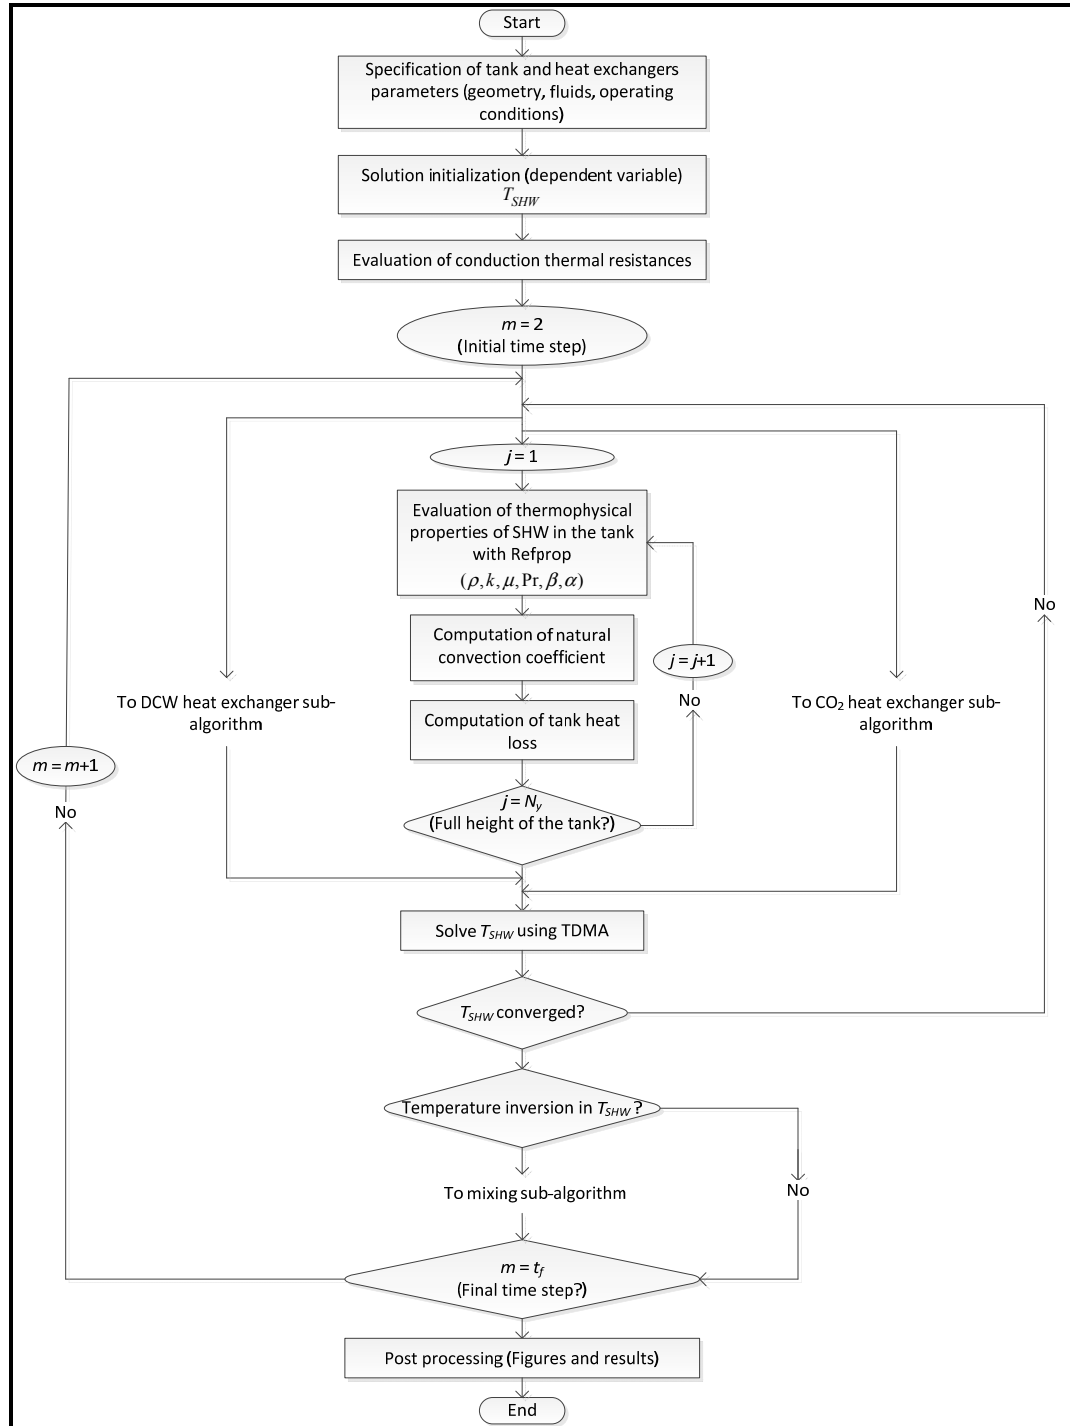 Start
Specification of tank and heat exchangers
parameters (geometry, fluids, operating
conditions)
Solution initialization (dependent variable)
T_SHW
Evaluation of conduction thermal resistances
m = 2
(Initial time step)
j = 1
Evaluation of thermophysical
properties of SHW in the tank
with Refprop
(ρ, k, μ, Pr, β, α)
Computation of natural
convection coefficient
j = j+1
No
Computation of tank heat
loss
j = N_y
(Full height of the tank?)
To DCW heat exchanger sub-
algorithm
To CO₂ heat exchanger sub-
algorithm
No
m = m+1
No
Solve T_SHW using TDMA
T_SHW converged?
Temperature inversion in T_SHW ?
To mixing sub-algorithm
No
m = t_f
(Final time step?)
Post processing (Figures and results)
End